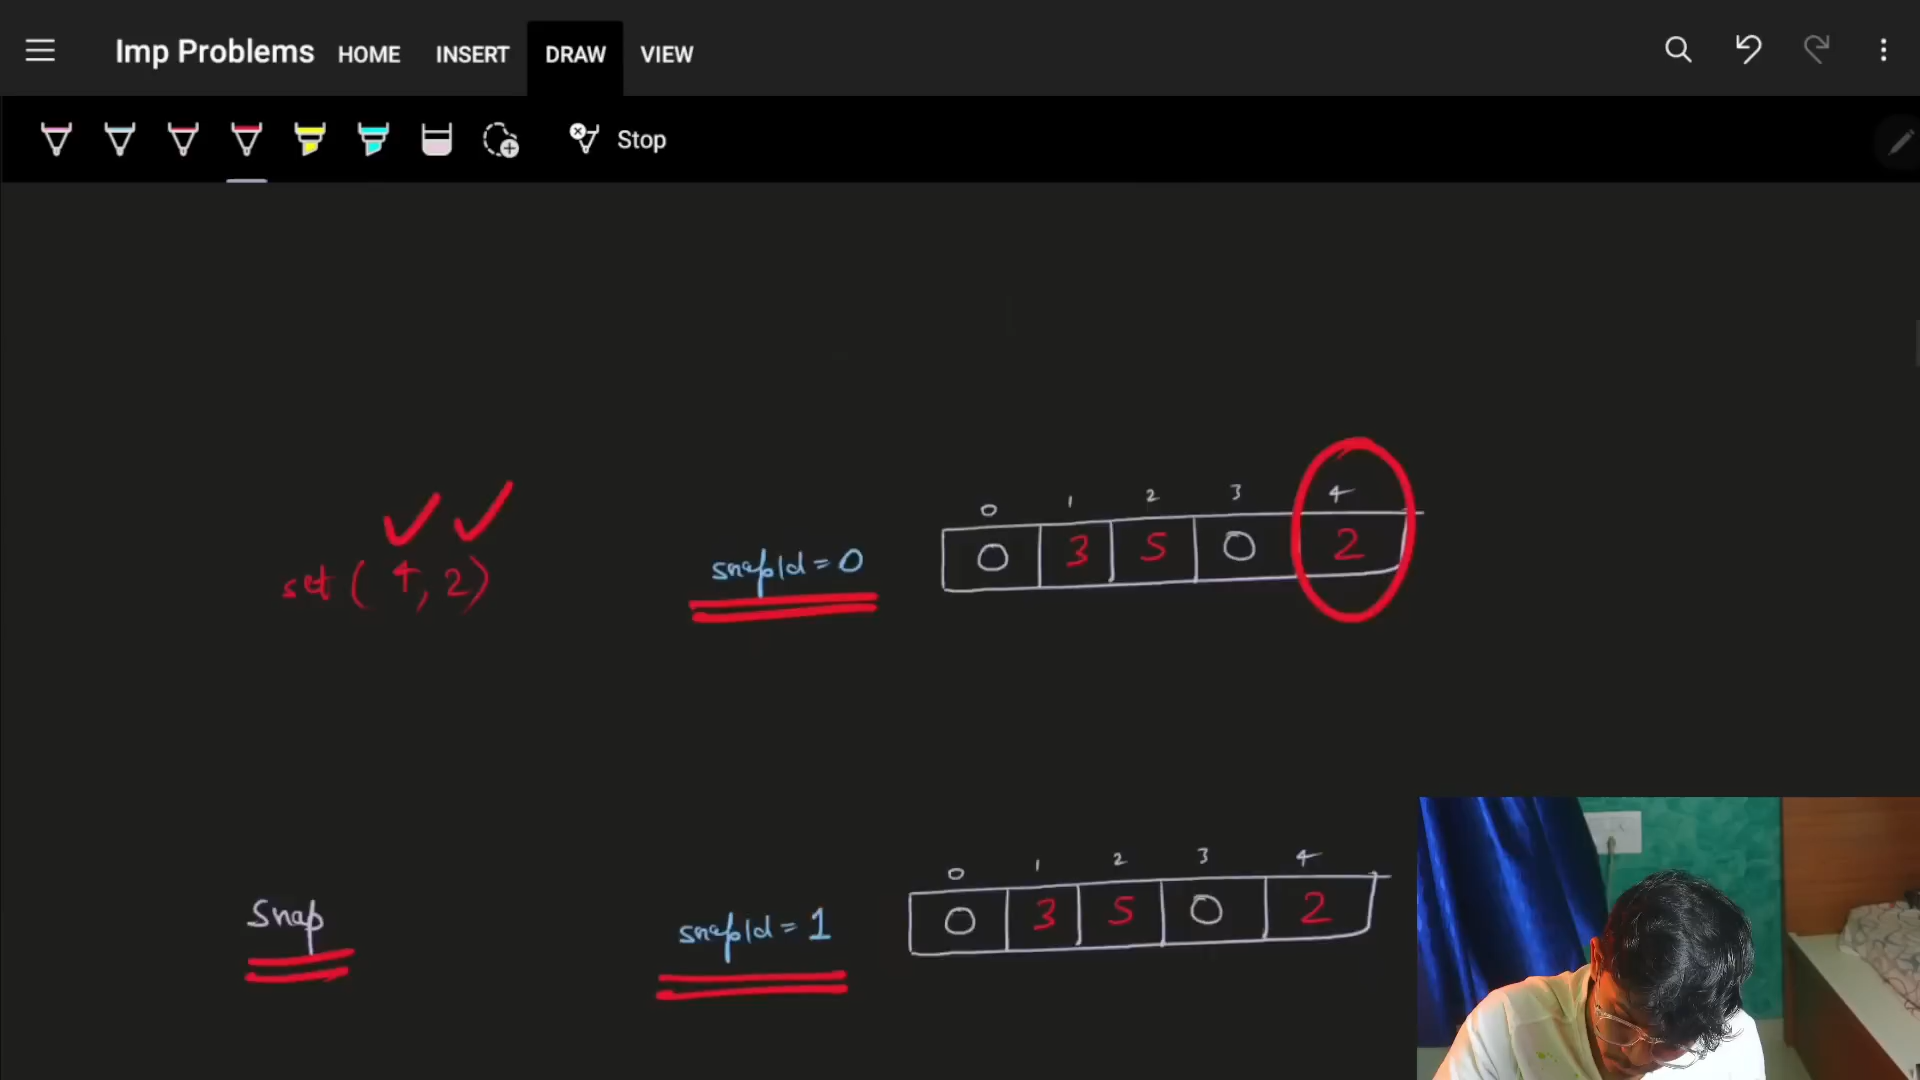 Imp Problems HOME INSERT DRAW VIEW
Stop
0 1 2 3 4
set ( 4, 2) snapId = 0 0 3 5 0 2
0 1 2 3 4
Snap snapId = 1 0 3 5 0 2